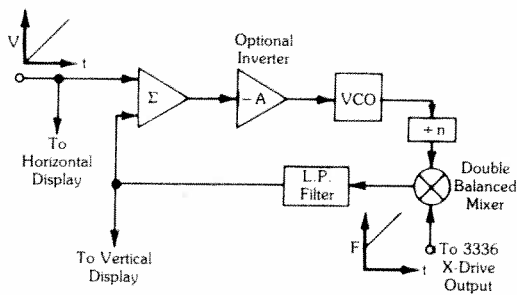 V
t
To
Horizontal
Display
Σ
Optional
Inverter
−A
VCO
÷n
Double
Balanced
Mixer
L.P.
Filter
To Vertical
Display
F
t
To 3336
X-Drive
Output